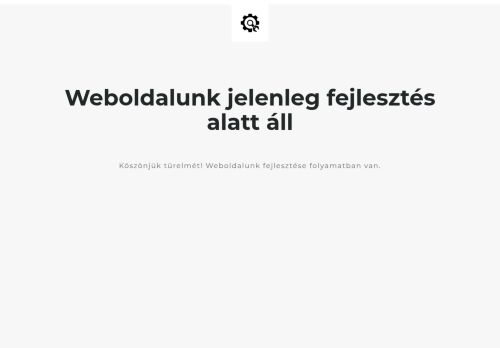 Weboldalunk jelenleg fejlesztés
alatt áll
Köszönjük türelmét! Weboldalunk fejlesztése folyamatban van.